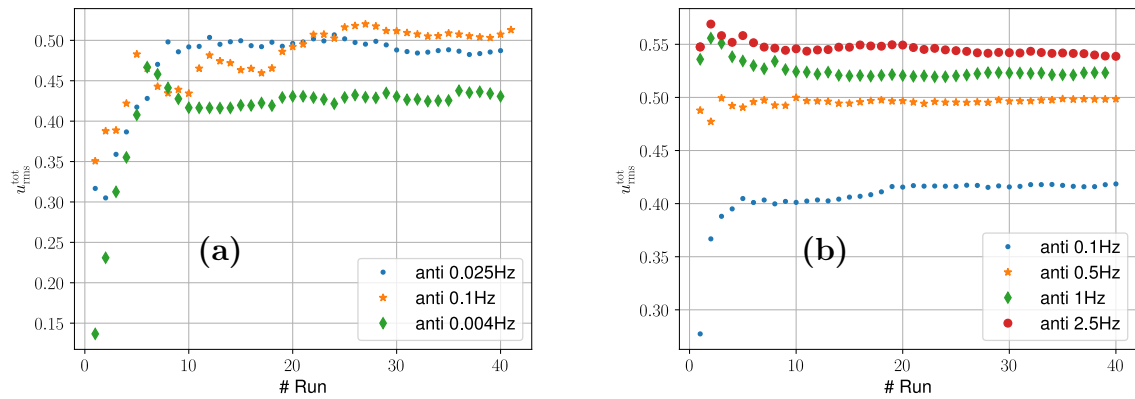 0.50
0.45
0.40
0.35
0.30
0.25
0.20
0.15
u_rms^tot
(a)
anti 0.025Hz
anti 0.1Hz
anti 0.004Hz
0 10 20 30 40
# Run
0.55
0.50
0.45
0.40
0.35
0.30
u_rms^tot
(b)
anti 0.1Hz
anti 0.5Hz
anti 1Hz
anti 2.5Hz
0 10 20 30 40
# Run